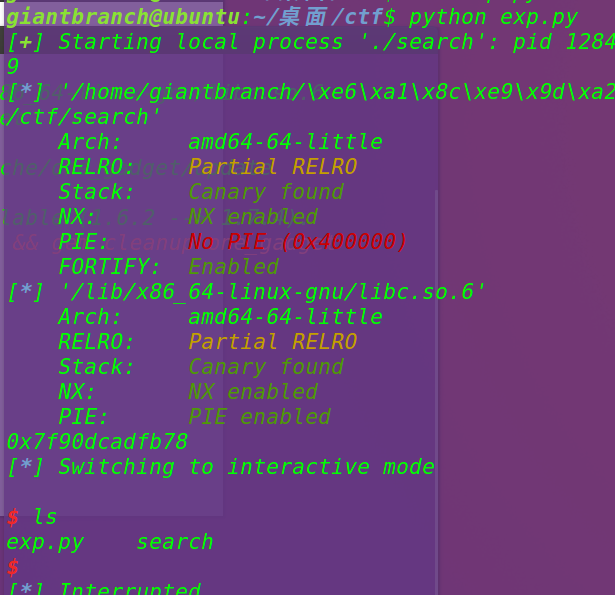 giantbranch@ubuntu:~/桌面/ctf$ python exp.py
[+] Starting local process './search': pid 1284
9
[*] '/home/giantbranch/\xe6\xa1\x8c\xe9\x9d\xa2
/ctf/search'
    Arch:     amd64-64-little
    RELRO:    Partial RELRO
    Stack:    Canary found
    NX:       NX enabled
    PIE:      No PIE (0x400000)
    FORTIFY:  Enabled
[*] '/lib/x86_64-linux-gnu/libc.so.6'
    Arch:     amd64-64-little
    RELRO:    Partial RELRO
    Stack:    Canary found
    NX:       NX enabled
    PIE:      PIE enabled
0x7f90dcadfb78
[*] Switching to interactive mode

$ ls
exp.py    search
$
[*] Interrupted